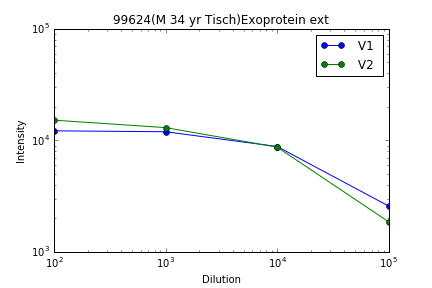 99624(M 34 yr Tisch)Exoprotein ext
10^5
V1
V2
10^4
Intensity
10^3
10^2 10^3 10^4 10^5
Dilution